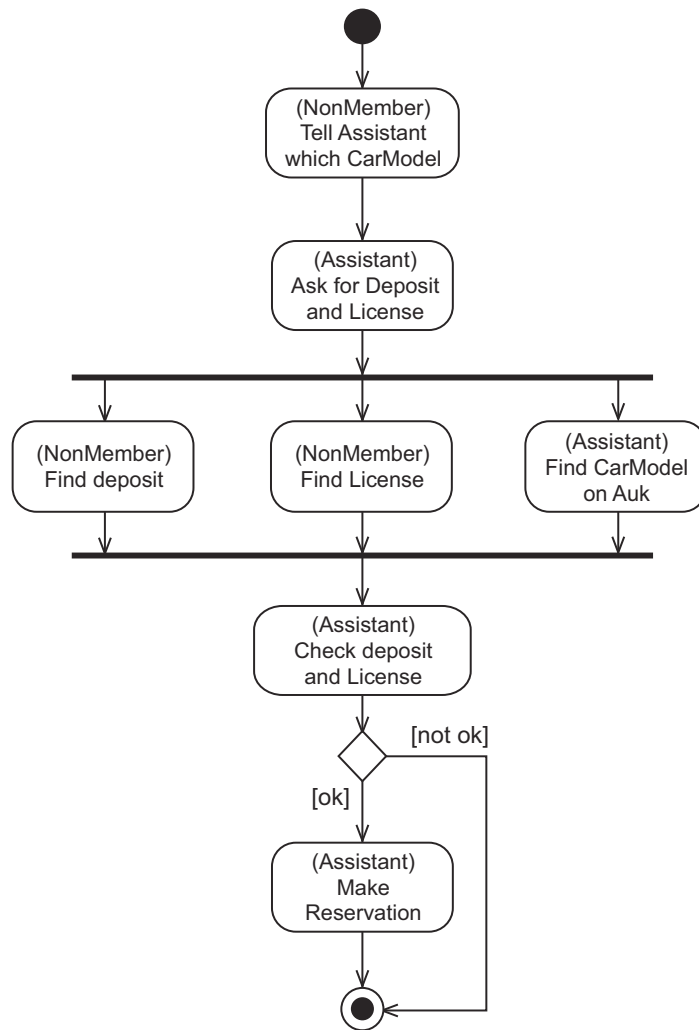 (NonMember)
Tell Assistant
which CarModel
(Assistant)
Ask for Deposit
and License
(NonMember)
Find deposit
(NonMember)
Find License
(Assistant)
Find CarModel
on Auk
(Assistant)
Check deposit
and License
[not ok]
[ok]
(Assistant)
Make
Reservation